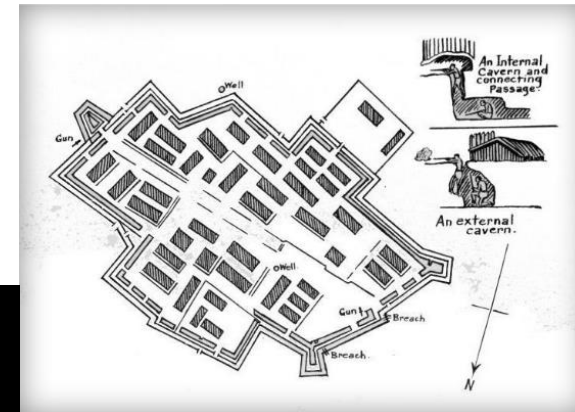 Well
Gun
An Internal
Cavern and
connecting
Passage.
An external
cavern.
Well.
Gun
Breach
Breach.
N